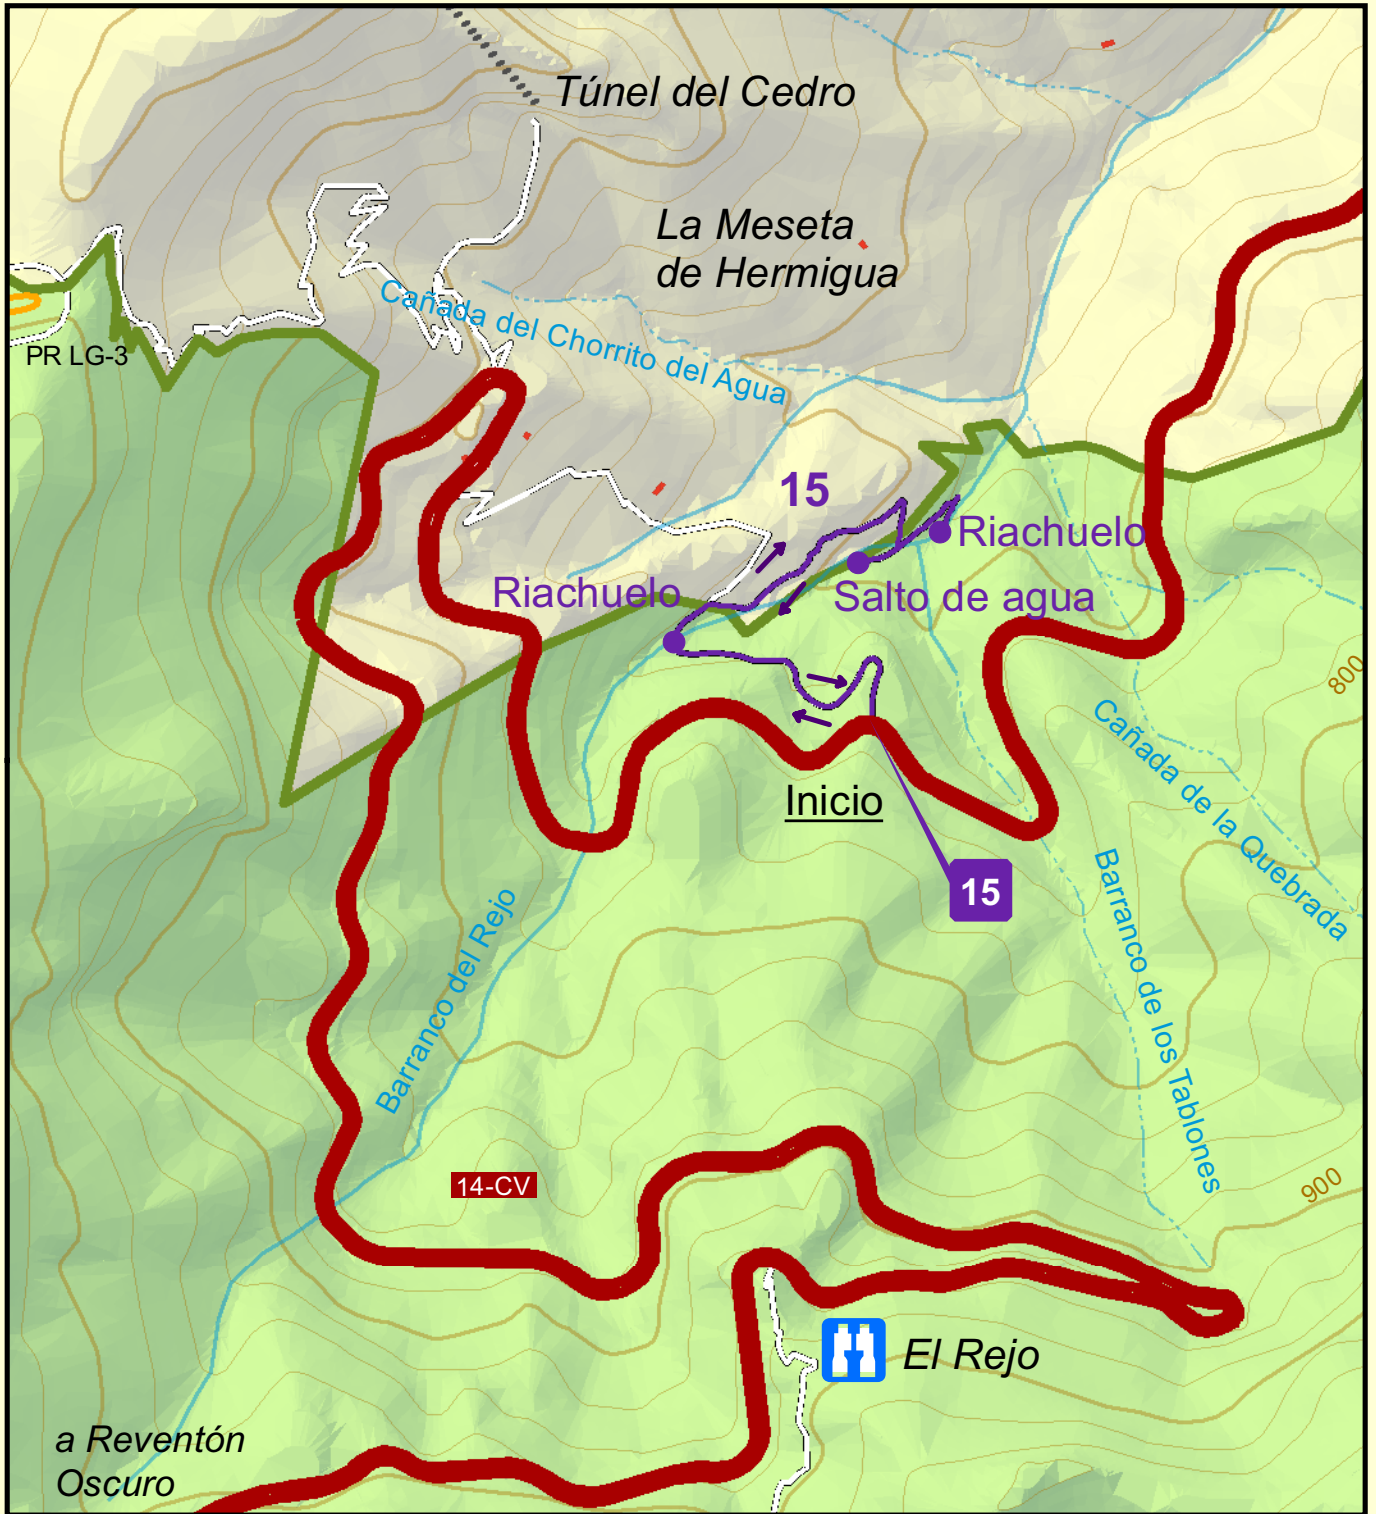 Túnel del Cedro
La Meseta
de Hermigua
Cañada del Chorrito del Agua
PR LG-3
15
Riachuelo
Riachuelo
Salto de agua
800
Cañada de la Quebrada
Inicio
15
Barranco de los Tablones
Barranco del Rejo
14-CV
900
El Rejo
a Reventón
Oscuro